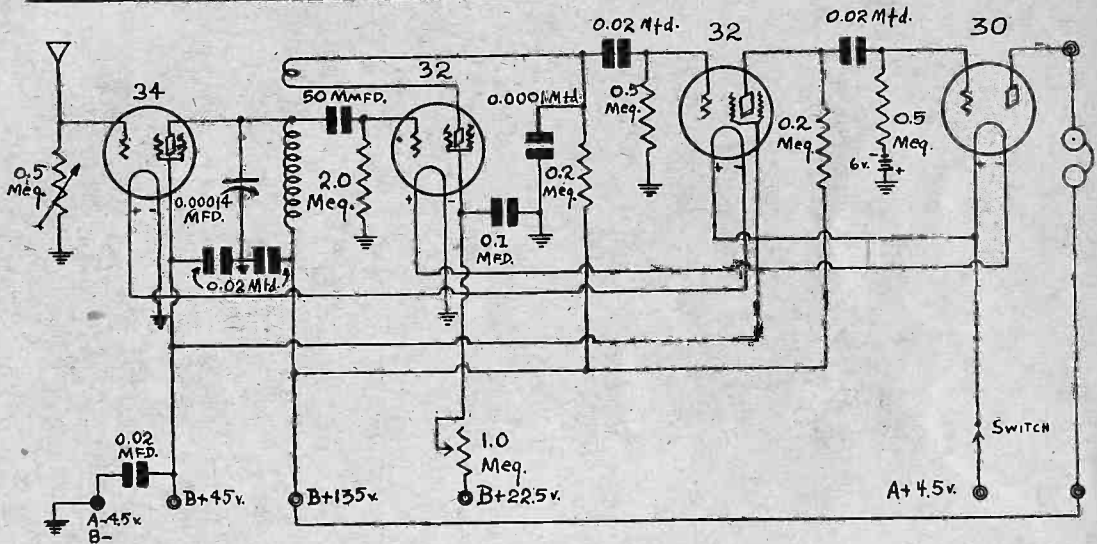 0.02 Mfd.
0.02 Mfd.
32
30
34
32
50 MMFD.
0.0001 Mfd.
0.5
Meg.
0.5
Meg.
0.2
Meg.
0.5
Meg.
6v. - +
2.0
Meg.
0.00014
MFD.
0.2
Meg.
+ -
+ -
+ -
+ -
0.1
MFD.
0.02 Mfd.
SWITCH
0.02
MFD.
1.0
Meg.
B+45v.
B+135v.
B+22.5v.
A+4.5v.
A-4.5v.
B-